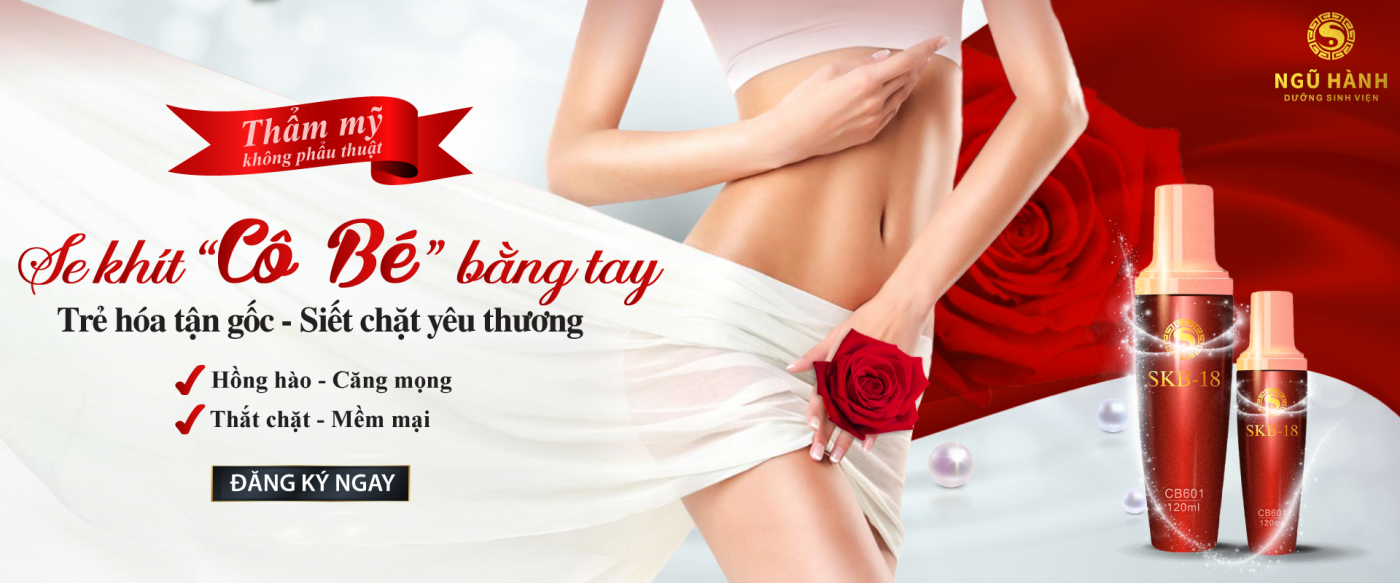 Thẩm mỹ
không phẩu thuật
Se khít “Cô Bé” bằng tay
Trẻ hóa tận gốc - Siết chặt yêu thương
Hồng hào - Căng mọng
Thắt chặt - Mềm mại
ĐĂNG KÝ NGAY
NGŨ HÀNH
DƯỠNG SINH VIỆN
SKB-18
CB601
120ml
SKB-18
CB601
120ml